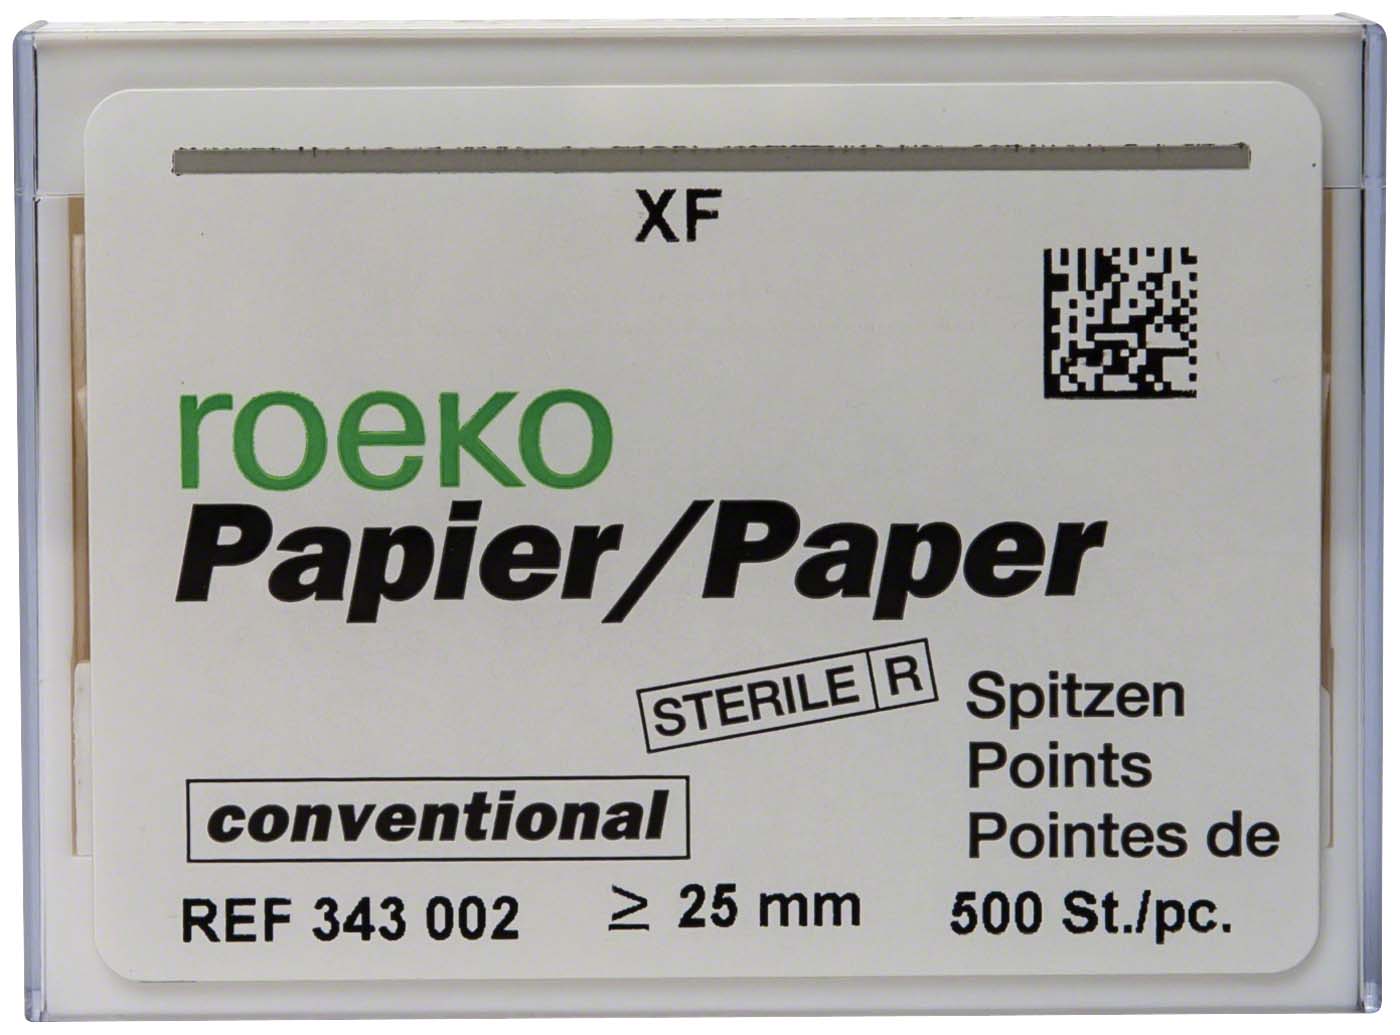 XF
roeko
Papier/Paper
STERILE R
Spitzen
Points
Pointes de
conventional
REF 343 002
≥ 25 mm
500 St./pc.